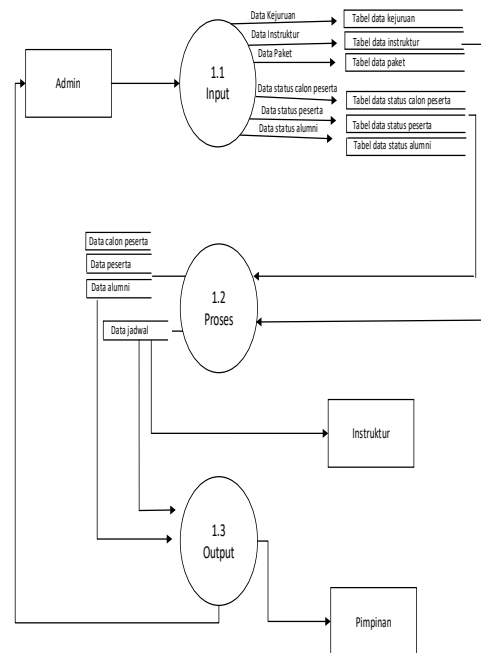 Data Kejuruan
Tabel data kejuruan
Data Instruktur
Tabel data instruktur
Data Paket
Tabel data paket
Admin
1.1
Input
Data status calon peserta
Tabel data status calon peserta
Data status peserta
Tabel data status peserta
Data status alumni
Tabel data status alumni
Data calon peserta
Data peserta
Data alumni
1.2
Proses
Data jadwal
Instruktur
1.3
Output
Pimpinan